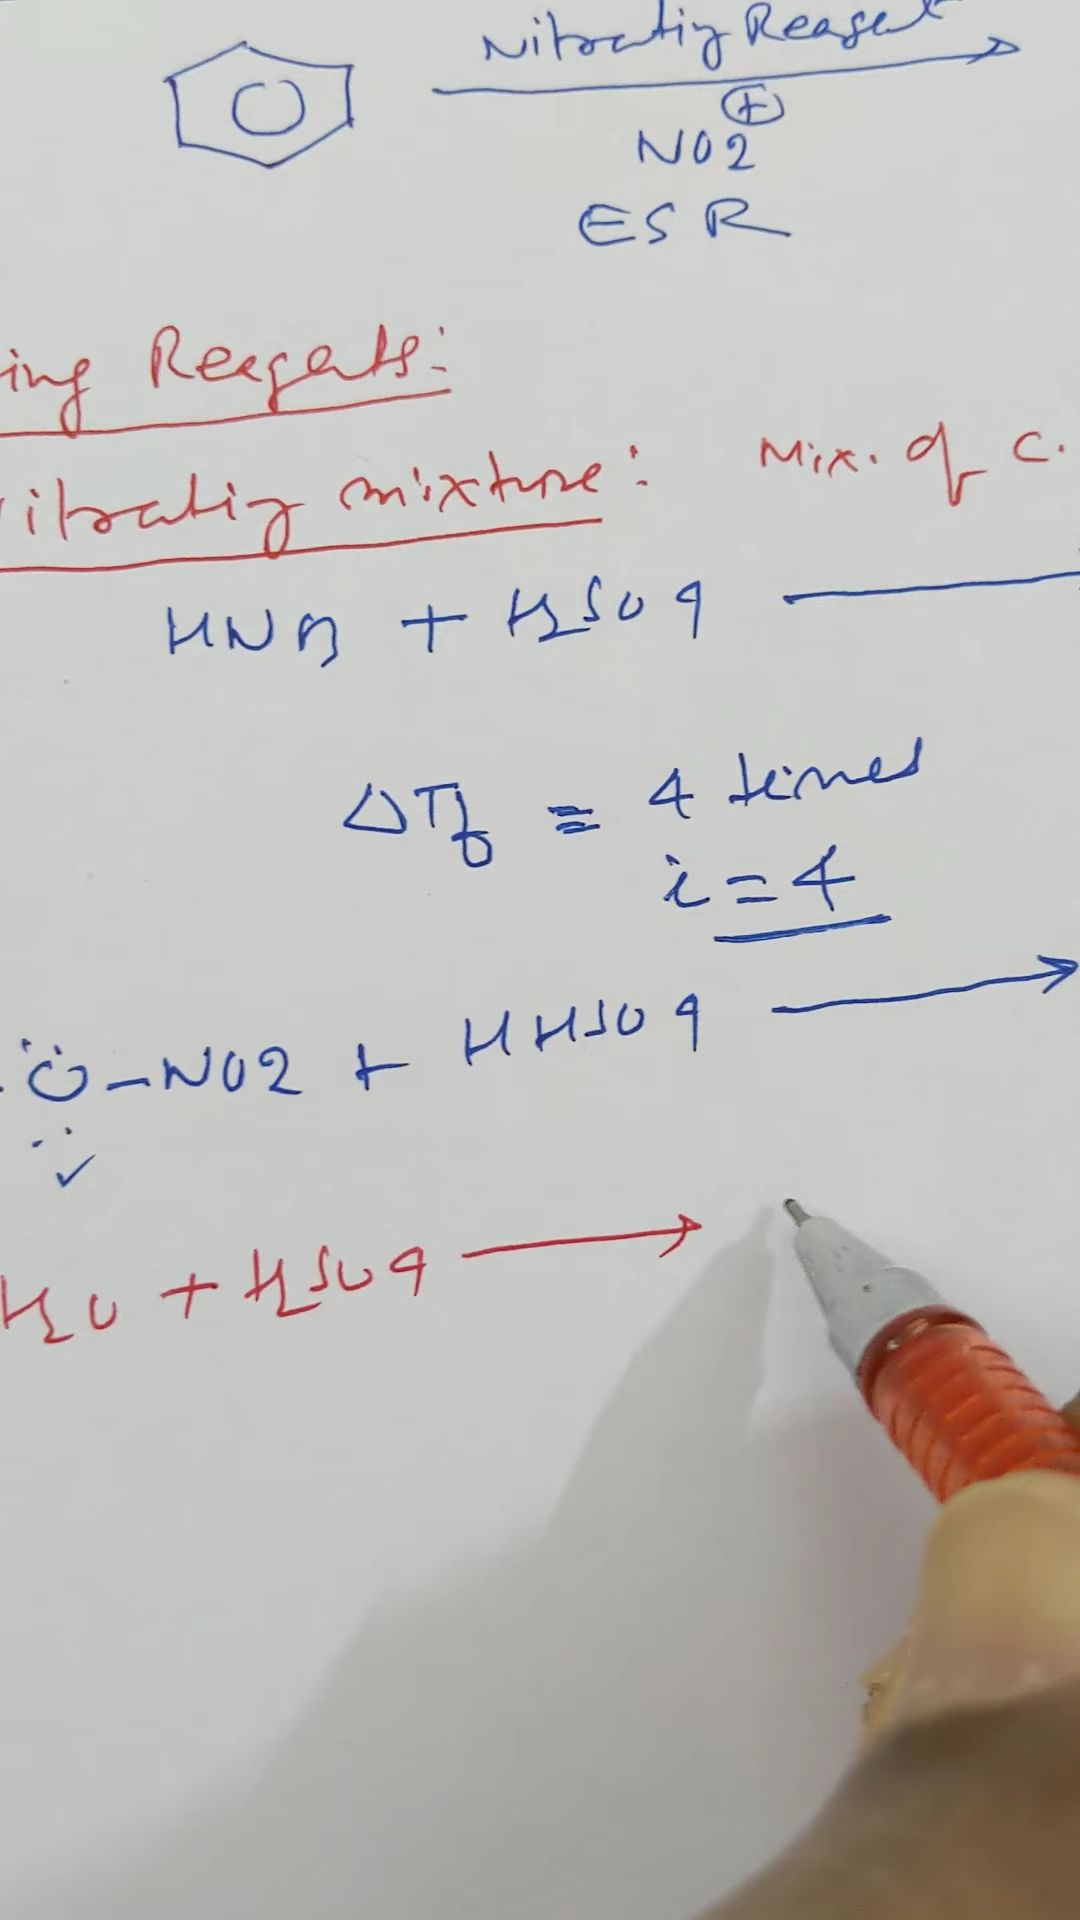 Nitrating Reagent
+
NO2
ESR
ing Reagents:
itrating mixture: Mix. of C.
HNO3 + H2SO4
ΔTf = 4 times
i = 4
Ö-NO2 + HHSO4
H2O + H2SO4